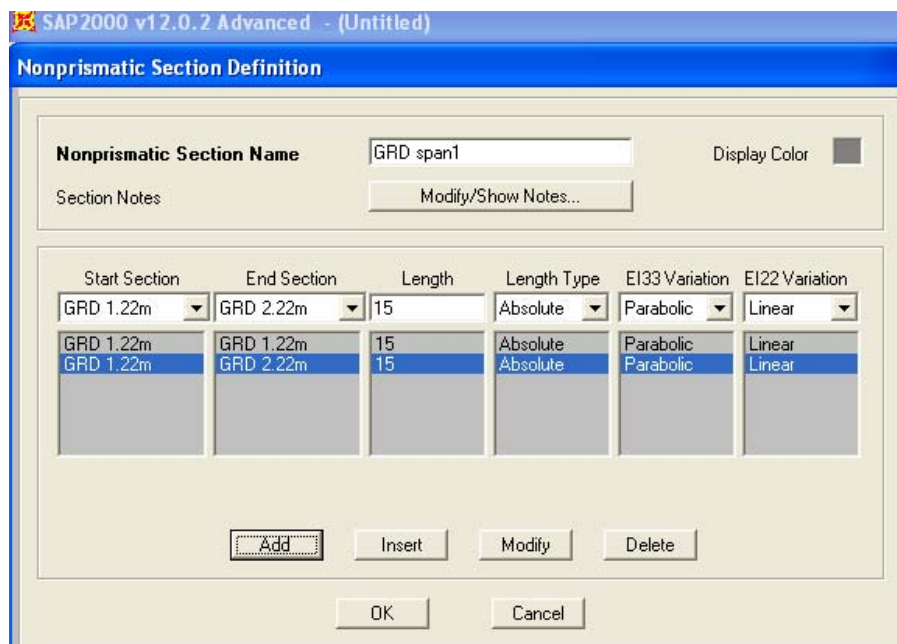 SAP2000 v12.0.2 Advanced - (Untitled)
Nonprismatic Section Definition
Nonprismatic Section Name GRD span1 Display Color
Section Notes Modify/Show Notes...
Start Section End Section Length Length Type EI33 Variation EI22 Variation
GRD 1.22m GRD 2.22m 15 Absolute Parabolic Linear
GRD 1.22m GRD 1.22m 15 Absolute Parabolic Linear
GRD 1.22m GRD 2.22m 15 Absolute Parabolic Linear
Add Insert Modify Delete
OK Cancel